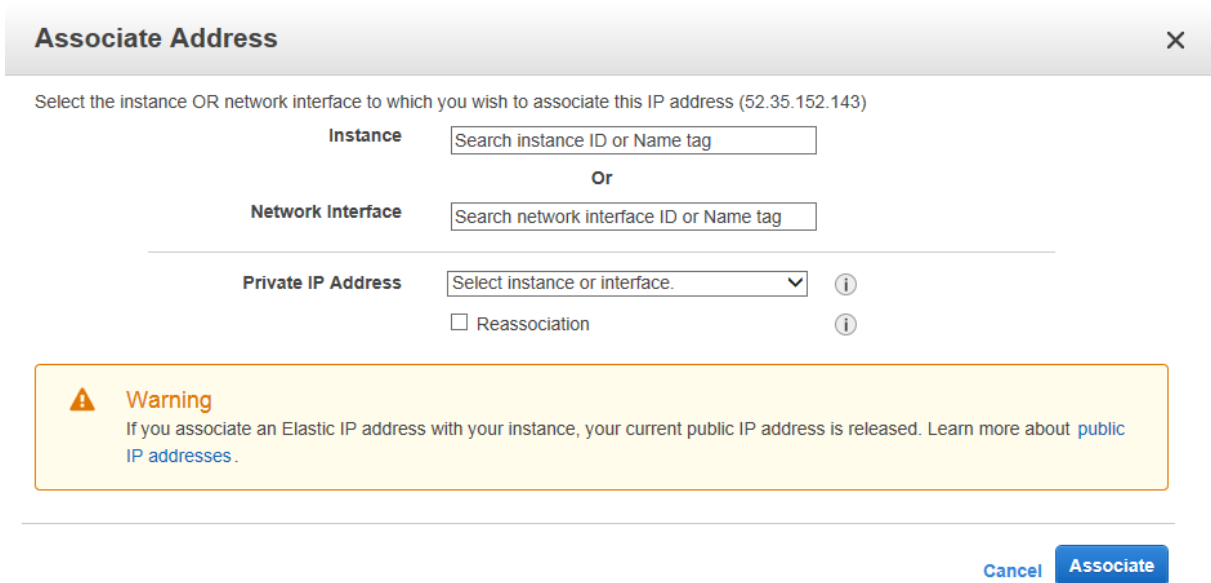 Associate Address
Select the instance OR network interface to which you wish to associate this IP address (52.35.152.143)
Instance
Search instance ID or Name tag
Or
Network Interface
Search network interface ID or Name tag
Private IP Address
Select instance or interface.
Reassociation
Warning
If you associate an Elastic IP address with your instance, your current public IP address is released. Learn more about public
IP addresses.
Cancel
Associate